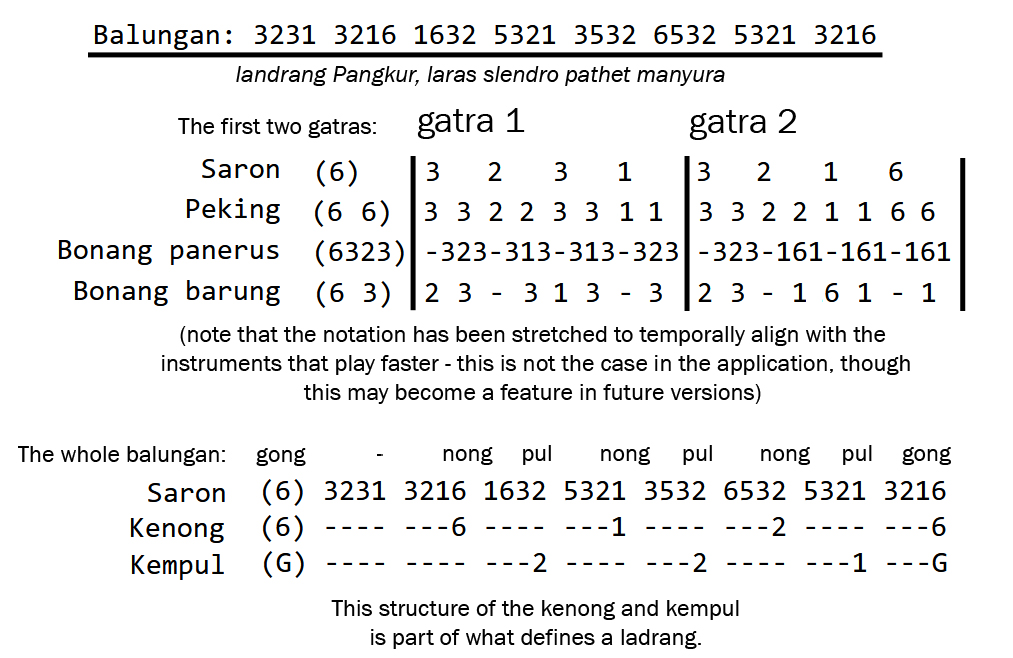 Balungan: 3231 3216 1632 5321 3532 6532 5321 3216
landrang Pangkur, laras slendro pathet manyura
The first two gatras: gatra 1 gatra 2
Saron (6) 3 2 3 1 3 2 1 6
Peking (6 6) 3 3 2 2 3 3 1 1 3 3 2 2 1 1 6 6
Bonang panerus (6323) -323-313-313-323 -323-161-161-161
Bonang barung (6 3) 2 3 - 3 1 3 - 3 2 3 - 1 6 1 - 1
(note that the notation has been stretched to temporally align with the
instruments that play faster - this is not the case in the application, though
this may become a feature in future versions)
The whole balungan: gong - nong pul nong pul nong pul gong
Saron (6) 3231 3216 1632 5321 3532 6532 5321 3216
Kenong (6) ---- ---6 ---- ---1 ---- ---2 ---- ---6
Kempul (G) ---- ---- ---2 ---- ---2 ---- ---1 ---G
This structure of the kenong and kempul
is part of what defines a ladrang.